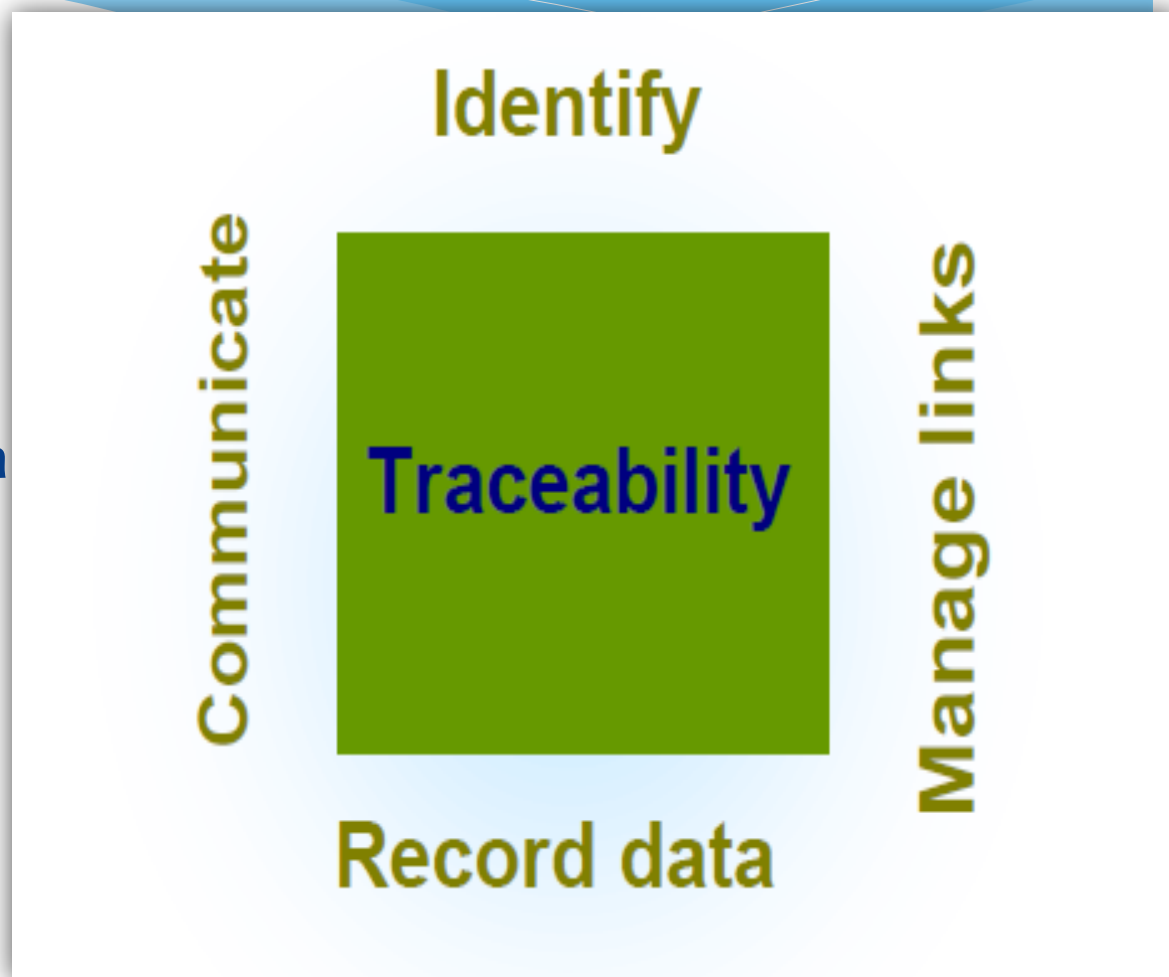 Identify
Communicate
Traceability
Manage links
Record data